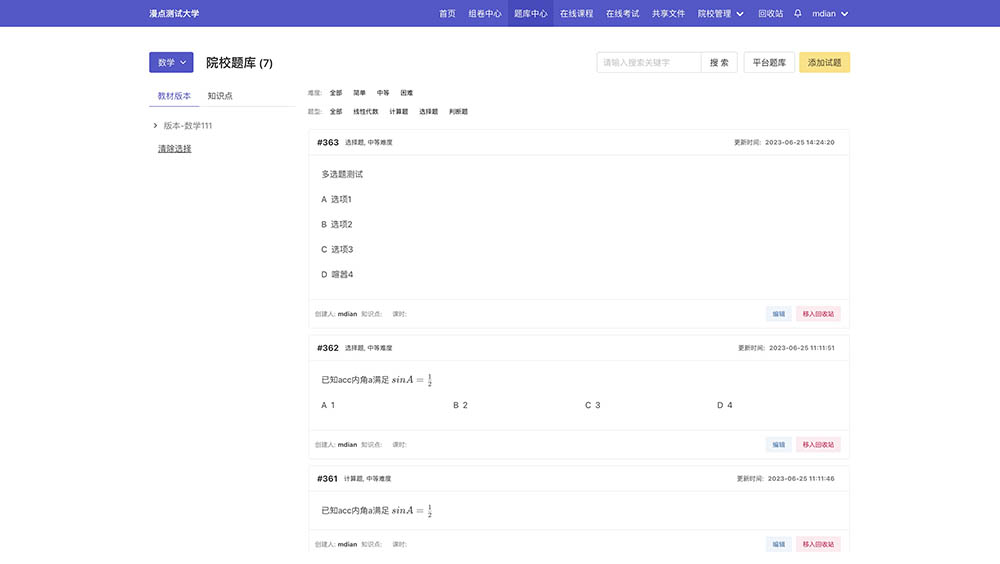 漫点测试大学 首页 组卷中心 题库中心 在线课程 在线考试 共享文件 院校管理 回收站 mdian
数学 院校题库 (7) 请输入搜索关键字 搜 索 平台题库 添加试题
教材版本 知识点
版本-数学111
清除选择
难度: 全部 简单 中等 困难
题型: 全部 线性代数 计算题 选择题 判断题
#363 选择题, 中等难度 更新时间: 2023-06-25 14:24:20
多选题测试
A 选项1
B 选项2
C 选项3
D 喧嚣4
创建人: mdian 知识点: 课时: 编辑 移入回收站
#362 选择题, 中等难度 更新时间: 2023-06-25 11:11:51
已知acc内角a满足 sinA = 1/2
A 1 B 2 C 3 D 4
创建人: mdian 知识点: 课时: 编辑 移入回收站
#361 计算题, 中等难度 更新时间: 2023-06-25 11:11:46
已知acc内角a满足 sinA = 1/2
创建人: mdian 知识点: 课时: 编辑 移入回收站